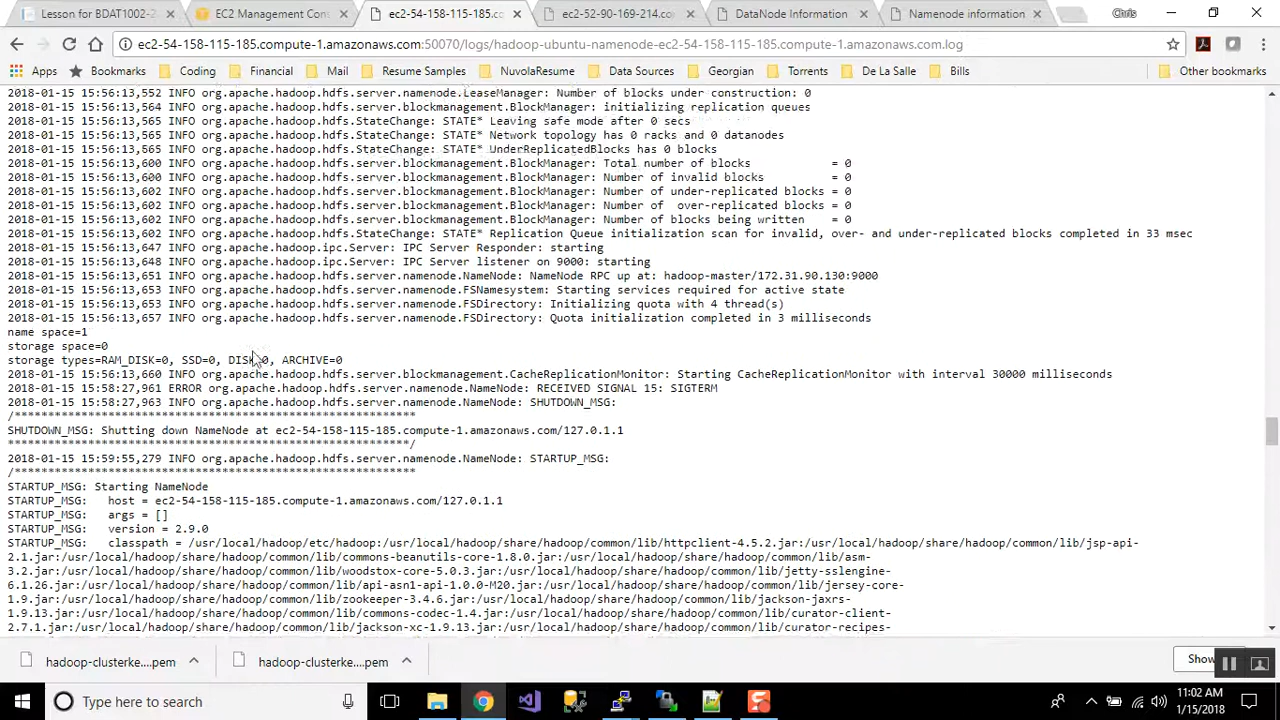 Lesson for BDAT1002-2
EC2 Management Con
ec2-54-158-115-185.co
ec2-52-90-169-214.com
DataNode Information
Namenode information
Chris
ec2-54-158-115-185.compute-1.amazonaws.com:50070/logs/hadoop-ubuntu-namenode-ec2-54-158-115-185.compute-1.amazonaws.com.log
Apps
Bookmarks
Coding
Financial
Mail
Resume Samples
NuvolaResume
Data Sources
Georgian
Torrents
De La Salle
Bills
Other bookmarks
2018-01-15 15:56:13,552 INFO org.apache.hadoop.hdfs.server.namenode.LeaseManager: Number of blocks under construction: 0
2018-01-15 15:56:13,564 INFO org.apache.hadoop.hdfs.server.blockmanagement.BlockManager: initializing replication queues
2018-01-15 15:56:13,565 INFO org.apache.hadoop.hdfs.StateChange: STATE* Leaving safe mode after 0 secs
2018-01-15 15:56:13,565 INFO org.apache.hadoop.hdfs.StateChange: STATE* Network topology has 0 racks and 0 datanodes
2018-01-15 15:56:13,565 INFO org.apache.hadoop.hdfs.StateChange: STATE* UnderReplicatedBlocks has 0 blocks
2018-01-15 15:56:13,600 INFO org.apache.hadoop.hdfs.server.blockmanagement.BlockManager: Total number of blocks = 0
2018-01-15 15:56:13,600 INFO org.apache.hadoop.hdfs.server.blockmanagement.BlockManager: Number of invalid blocks = 0
2018-01-15 15:56:13,602 INFO org.apache.hadoop.hdfs.server.blockmanagement.BlockManager: Number of under-replicated blocks = 0
2018-01-15 15:56:13,602 INFO org.apache.hadoop.hdfs.server.blockmanagement.BlockManager: Number of over-replicated blocks = 0
2018-01-15 15:56:13,602 INFO org.apache.hadoop.hdfs.server.blockmanagement.BlockManager: Number of blocks being written = 0
2018-01-15 15:56:13,602 INFO org.apache.hadoop.hdfs.StateChange: STATE* Replication Queue initialization scan for invalid, over- and under-replicated blocks completed in 33 msec
2018-01-15 15:56:13,647 INFO org.apache.hadoop.ipc.Server: IPC Server Responder: starting
2018-01-15 15:56:13,648 INFO org.apache.hadoop.ipc.Server: IPC Server listener on 9000: starting
2018-01-15 15:56:13,651 INFO org.apache.hadoop.hdfs.server.namenode.NameNode: NameNode RPC up at: hadoop-master/172.31.90.130:9000
2018-01-15 15:56:13,653 INFO org.apache.hadoop.hdfs.server.namenode.FSNamesystem: Starting services required for active state
2018-01-15 15:56:13,653 INFO org.apache.hadoop.hdfs.server.namenode.FSDirectory: Initializing quota with 4 thread(s)
2018-01-15 15:56:13,657 INFO org.apache.hadoop.hdfs.server.namenode.FSDirectory: Quota initialization completed in 3 milliseconds
name space=1
storage space=0
storage types=RAM_DISK=0, SSD=0, DISK=0, ARCHIVE=0
2018-01-15 15:56:13,660 INFO org.apache.hadoop.hdfs.server.blockmanagement.CacheReplicationMonitor: Starting CacheReplicationMonitor with interval 30000 milliseconds
2018-01-15 15:58:27,961 ERROR org.apache.hadoop.hdfs.server.namenode.NameNode: RECEIVED SIGNAL 15: SIGTERM
2018-01-15 15:58:27,963 INFO org.apache.hadoop.hdfs.server.namenode.NameNode: SHUTDOWN_MSG:
/************************************************************
SHUTDOWN_MSG: Shutting down NameNode at ec2-54-158-115-185.compute-1.amazonaws.com/127.0.1.1
************************************************************/
2018-01-15 15:59:55,279 INFO org.apache.hadoop.hdfs.server.namenode.NameNode: STARTUP_MSG:
/************************************************************
STARTUP_MSG: Starting NameNode
STARTUP_MSG: host = ec2-54-158-115-185.compute-1.amazonaws.com/127.0.1.1
STARTUP_MSG: args = []
STARTUP_MSG: version = 2.9.0
STARTUP_MSG: classpath = /usr/local/hadoop/etc/hadoop:/usr/local/hadoop/share/hadoop/common/lib/httpclient-4.5.2.jar:/usr/local/hadoop/share/hadoop/common/lib/jsp-api-
2.1.jar:/usr/local/hadoop/share/hadoop/common/lib/commons-beanutils-core-1.8.0.jar:/usr/local/hadoop/share/hadoop/common/lib/asm-
3.2.jar:/usr/local/hadoop/share/hadoop/common/lib/woodstox-core-5.0.3.jar:/usr/local/hadoop/share/hadoop/common/lib/jetty-sslengine-
6.1.26.jar:/usr/local/hadoop/share/hadoop/common/lib/api-asn1-api-1.0.0-M20.jar:/usr/local/hadoop/share/hadoop/common/lib/jersey-core-
1.9.jar:/usr/local/hadoop/share/hadoop/common/lib/zookeeper-3.4.6.jar:/usr/local/hadoop/share/hadoop/common/lib/jackson-jaxrs-
1.9.13.jar:/usr/local/hadoop/share/hadoop/common/lib/commons-codec-1.4.jar:/usr/local/hadoop/share/hadoop/common/lib/curator-client-
2.7.1.jar:/usr/local/hadoop/share/hadoop/common/lib/jackson-xc-1.9.13.jar:/usr/local/hadoop/share/hadoop/common/lib/curator-recipes-
hadoop-clusterke....pem
hadoop-clusterke....pem
Show
Type here to search
11:02 AM
1/15/2018